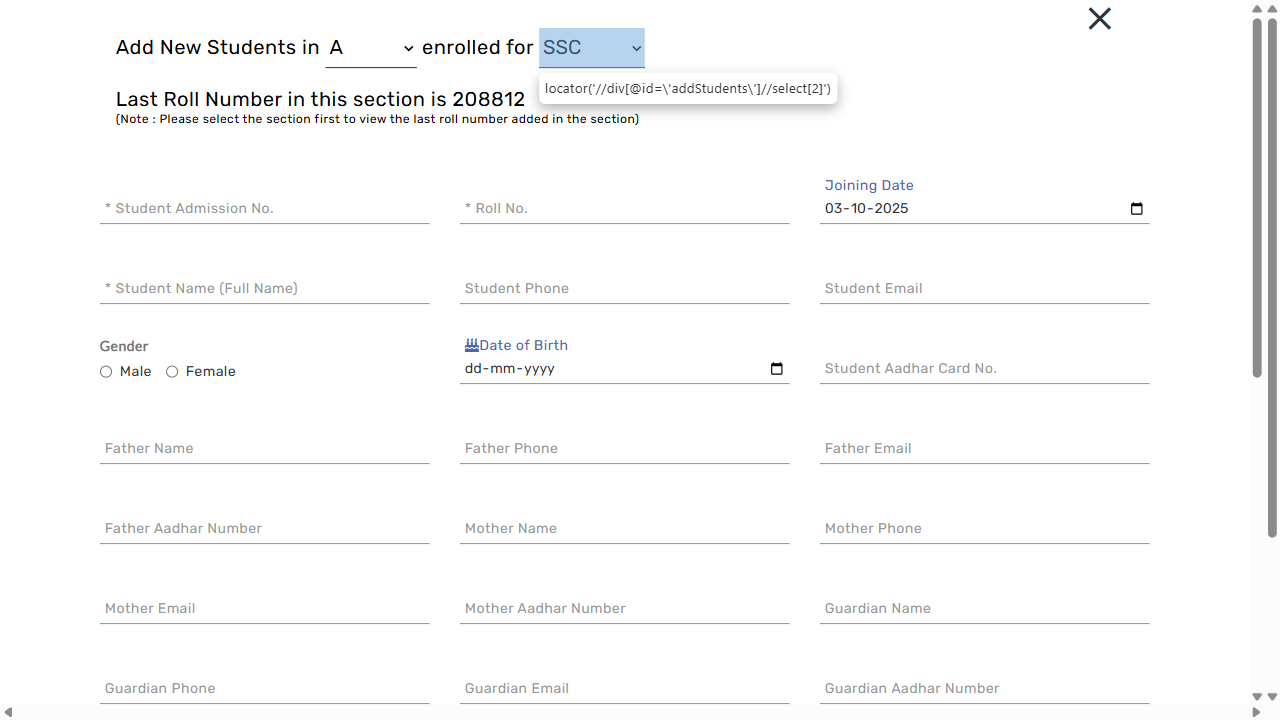 Add New Students in A enrolled for SSC
locator('//div[@id=\'addStudents\']//select[2]')
Last Roll Number in this section is 208812
(Note : Please select the section first to view the last roll number added in the section)
Joining Date
* Student Admission No. * Roll No. 03-10-2025
* Student Name (Full Name) Student Phone Student Email
Gender Date of Birth
Male Female dd-mm-yyyy Student Aadhar Card No.
Father Name Father Phone Father Email
Father Aadhar Number Mother Name Mother Phone
Mother Email Mother Aadhar Number Guardian Name
Guardian Phone Guardian Email Guardian Aadhar Number